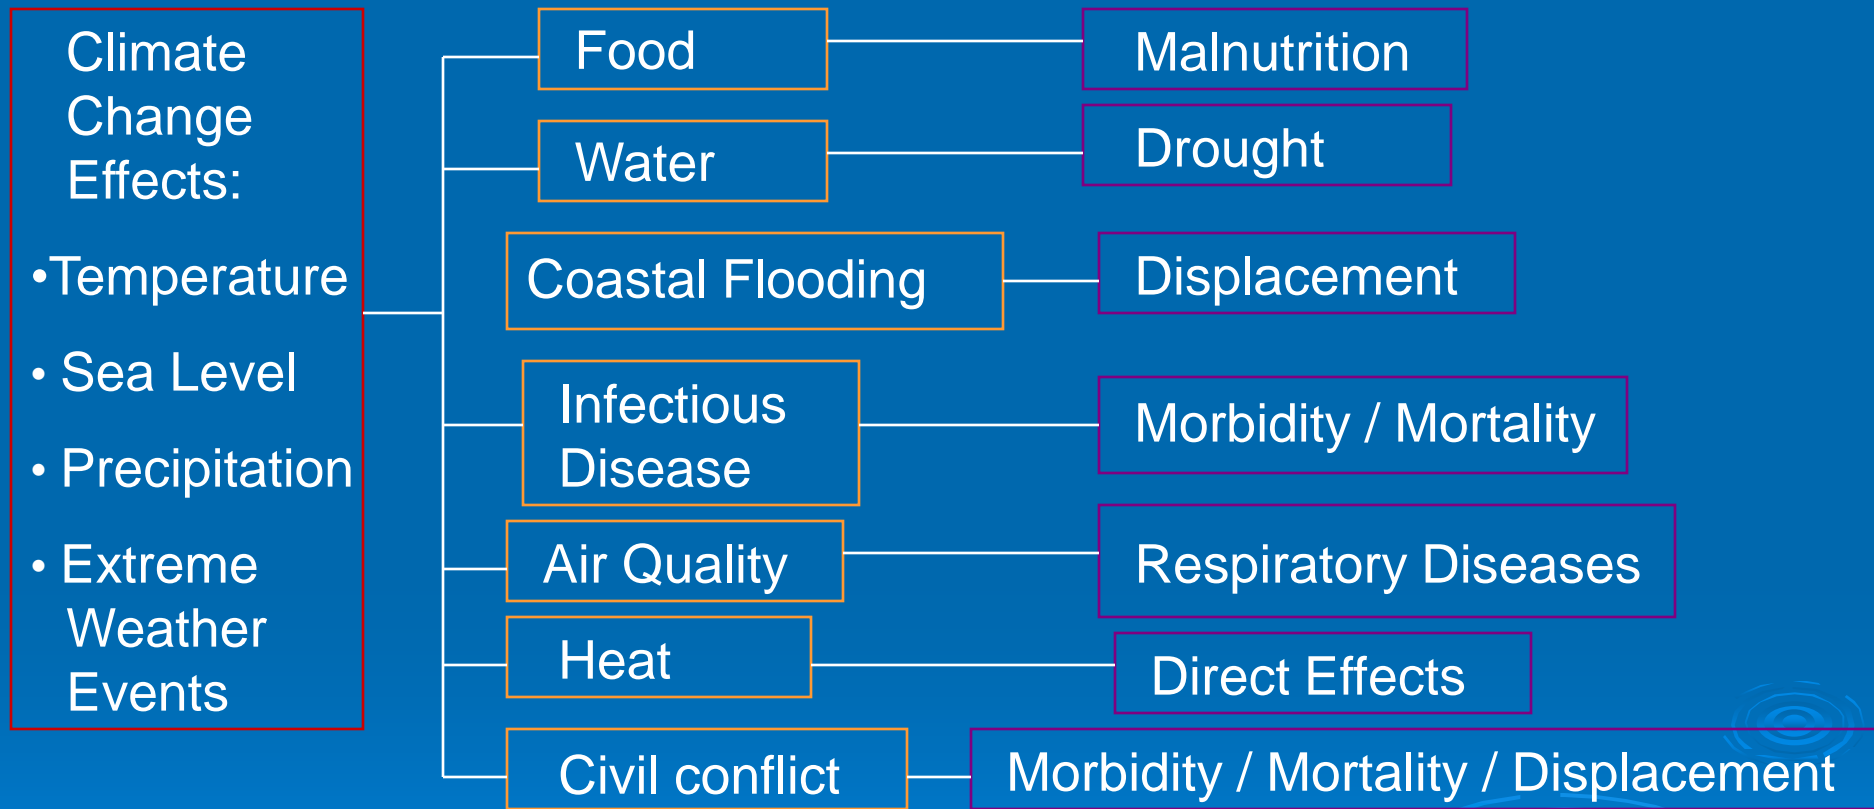 Climate
Change
Effects:
•Temperature
• Sea Level
• Precipitation
• Extreme
Weather
Events
Food
Malnutrition
Water
Drought
Coastal Flooding
Displacement
Infectious
Disease
Morbidity / Mortality
Air Quality
Respiratory Diseases
Heat
Direct Effects
Civil conflict
Morbidity / Mortality / Displacement